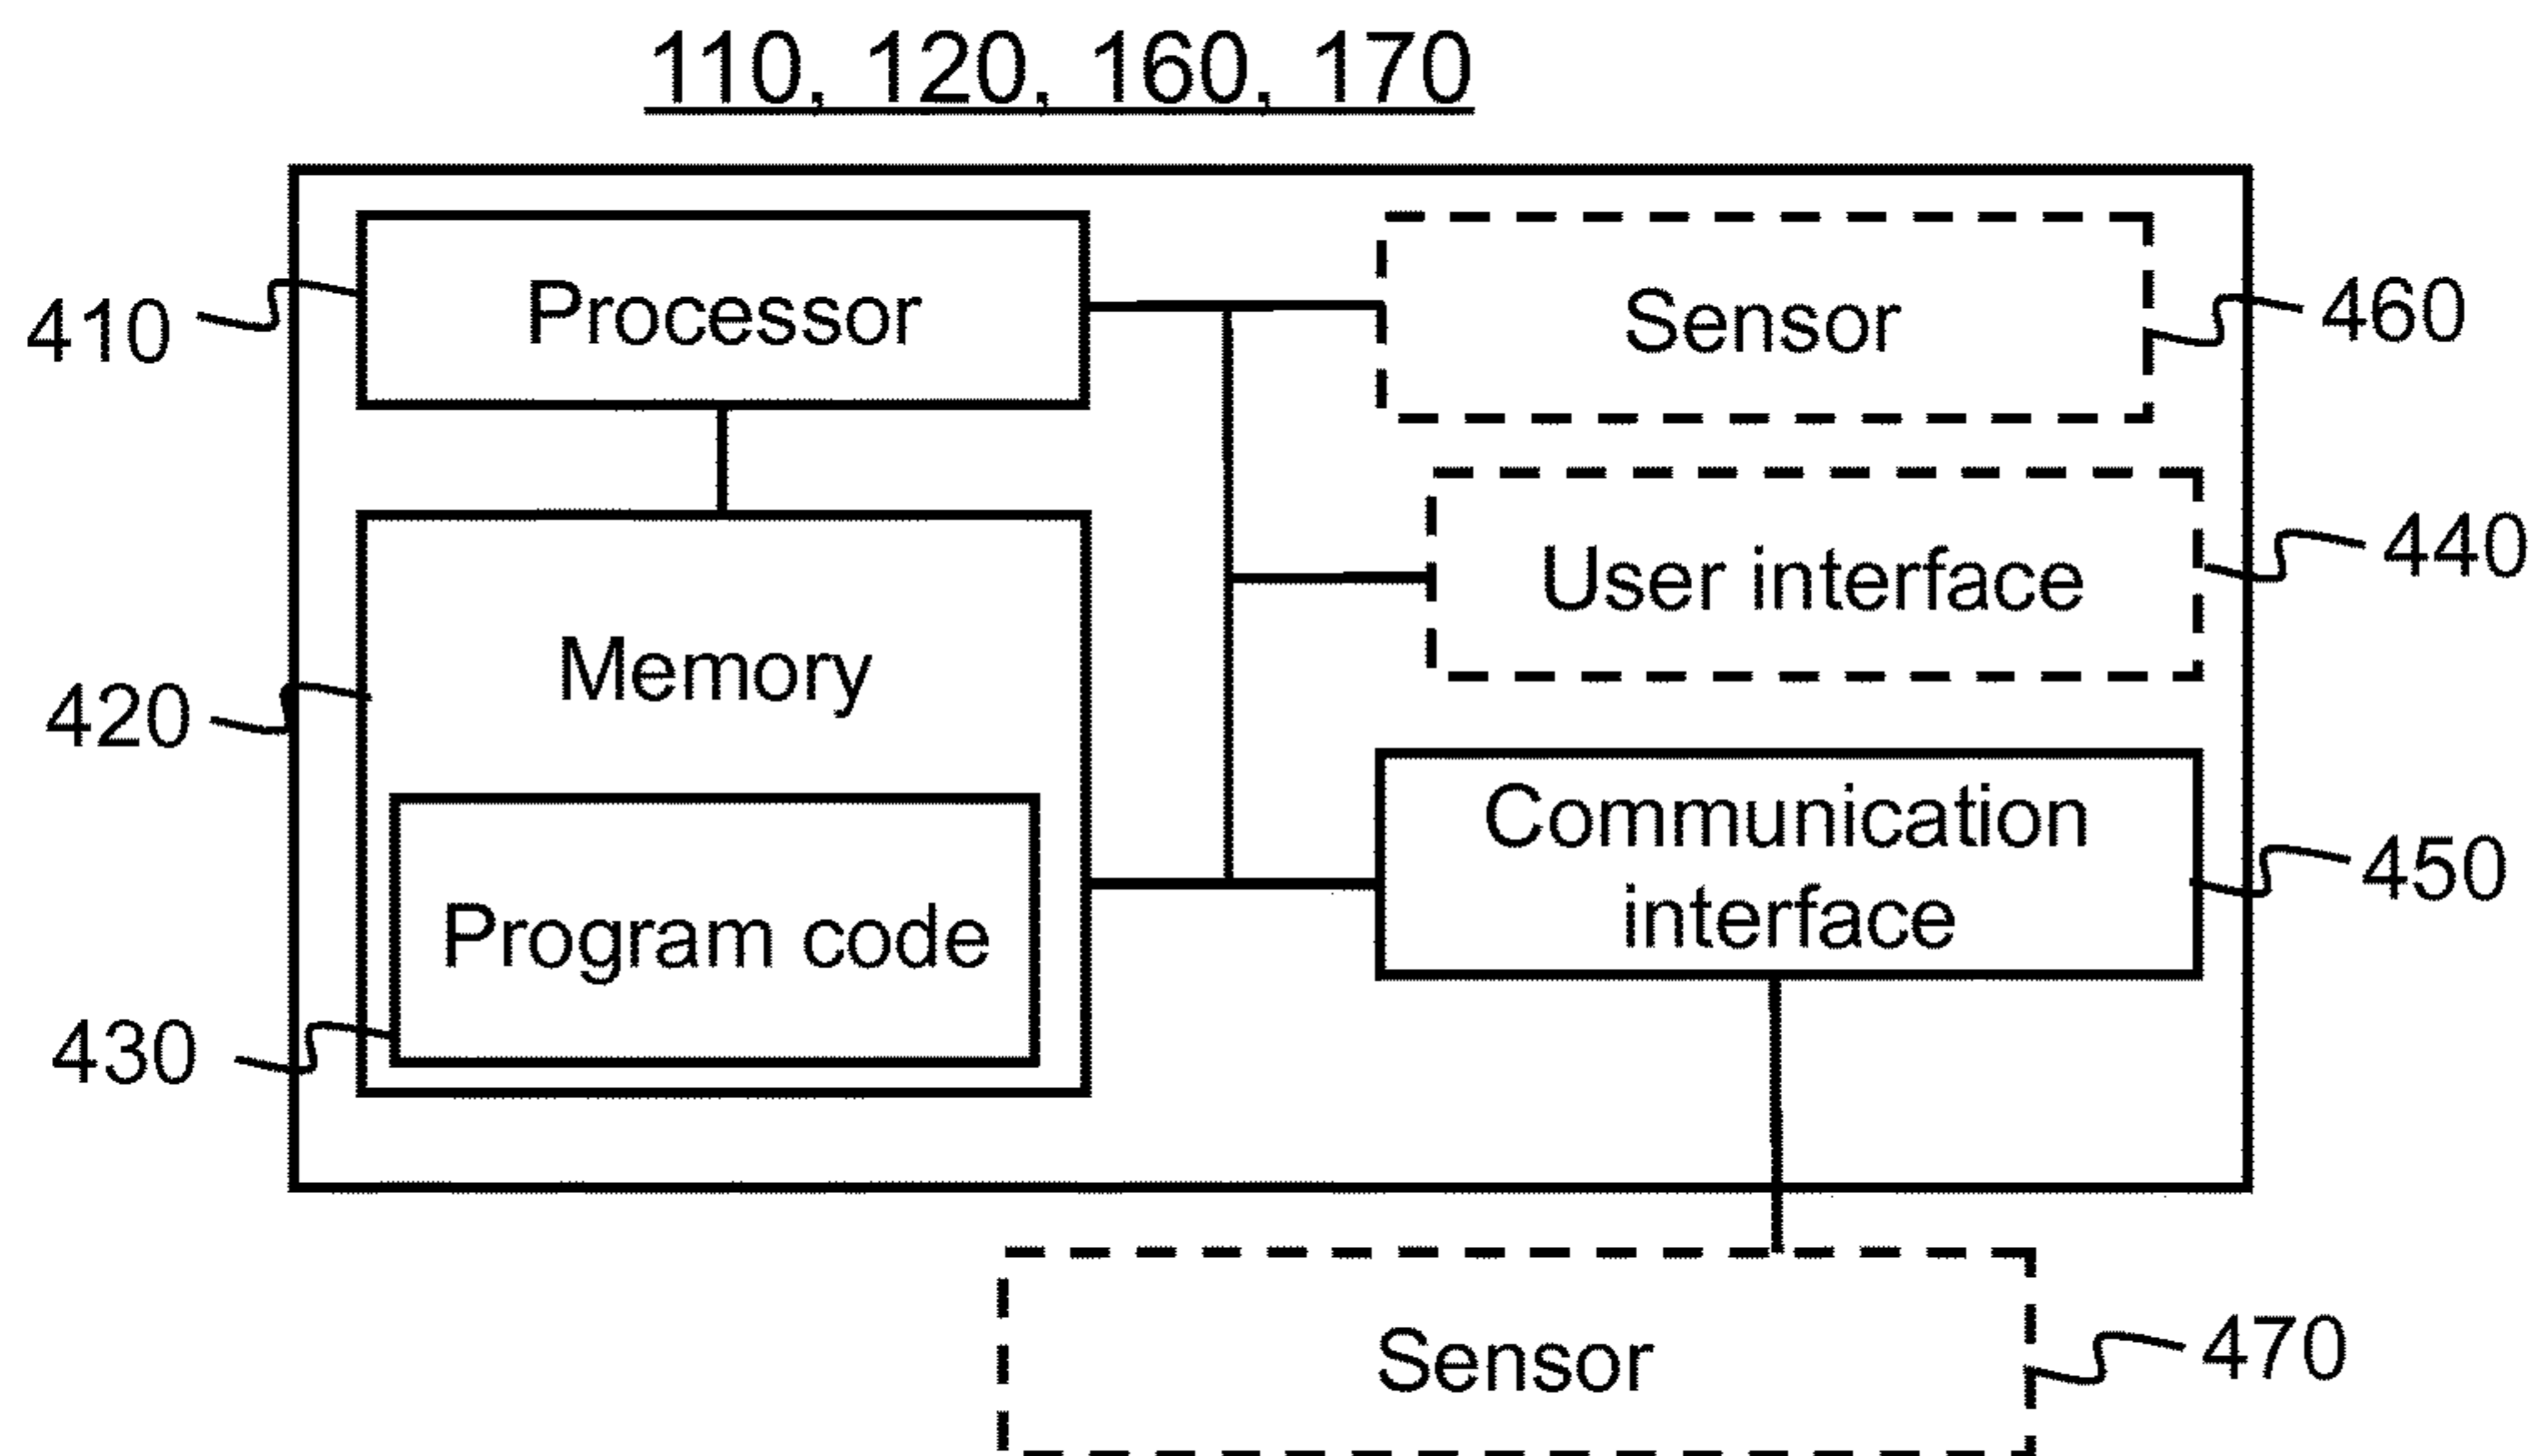 110, 120, 160, 170
410
Processor
Sensor
460
User interface
440
420
Memory
Communication
interface
450
Program code
430
Sensor
470